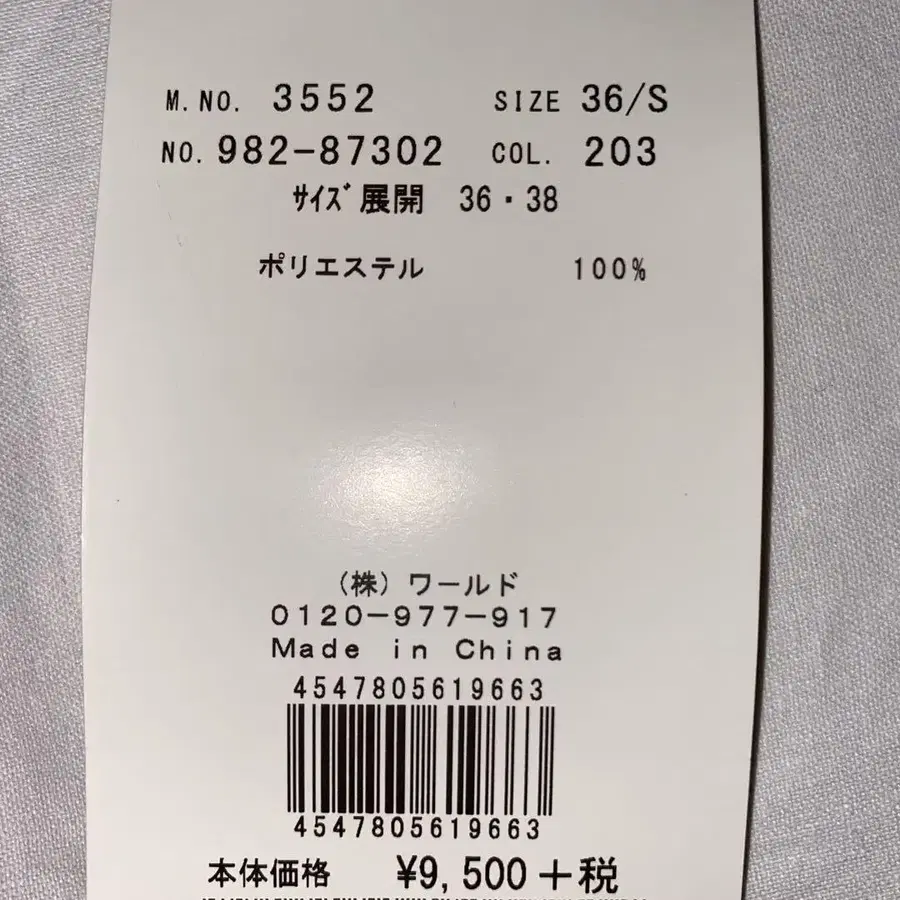 M.NO. 3552 SIZE 36/S
NO. 982-87302 COL. 203
ｻｲｽﾞ展開 36・38
ポリエステル 100%
（株）ワールド
0120-977-917
Made in China
4547805619663
4547805619663
本体価格 ¥9,500+税